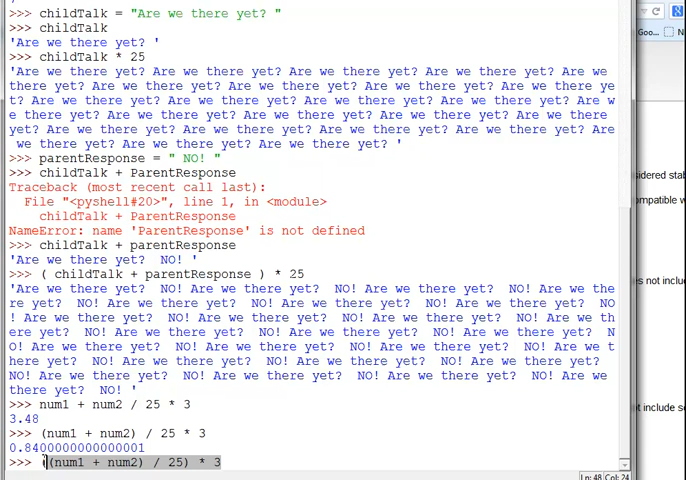 >>> childTalk = "Are we there yet? "
>>> childTalk
'Are we there yet? '
>>> childTalk * 25
'Are we there yet? Are we there yet? Are we there yet? Are we there yet? Are we
there yet? Are we there yet? Are we there yet? Are we there yet? Are we there ye
t? Are we there yet? Are we there yet? Are we there yet? Are we there yet? Are w
e there yet? Are we there yet? Are we there yet? Are we there yet? Are we there
yet? Are we there yet? Are we there yet? Are we there yet? Are we there yet? Are
 we there yet? Are we there yet? Are we there yet? '
>>> parentResponse = " NO! "
>>> childTalk + ParentResponse
Traceback (most recent call last):
  File "<pyshell#20>", line 1, in <module>
    childTalk + ParentResponse
NameError: name 'ParentResponse' is not defined
>>> childTalk + parentResponse
'Are we there yet?  NO! '
>>> ( childTalk + parentResponse ) * 25
'Are we there yet?  NO! Are we there yet?  NO! Are we there yet?  NO! Are we the
re yet?  NO! Are we there yet?  NO! Are we there yet?  NO! Are we there yet?  NO
! Are we there yet?  NO! Are we there yet?  NO! Are we there yet?  NO! Are we th
ere yet?  NO! Are we there yet?  NO! Are we there yet?  NO! Are we there yet?  N
O! Are we there yet?  NO! Are we there yet?  NO! Are we there yet?  NO! Are we t
here yet?  NO! Are we there yet?  NO! Are we there yet?  NO! Are we there yet? 
NO! Are we there yet?  NO! Are we there yet?  NO! Are we there yet?  NO! Are we
there yet?  NO! '
>>> num1 + num2 / 25 * 3
3.48
>>> (num1 + num2) / 25 * 3
0.8400000000000001
>>> ((num1 + num2) / 25) * 3
Ln: 48 Col: 24
Goo...
sidered stab
ompatible w
es not includ
ot include so